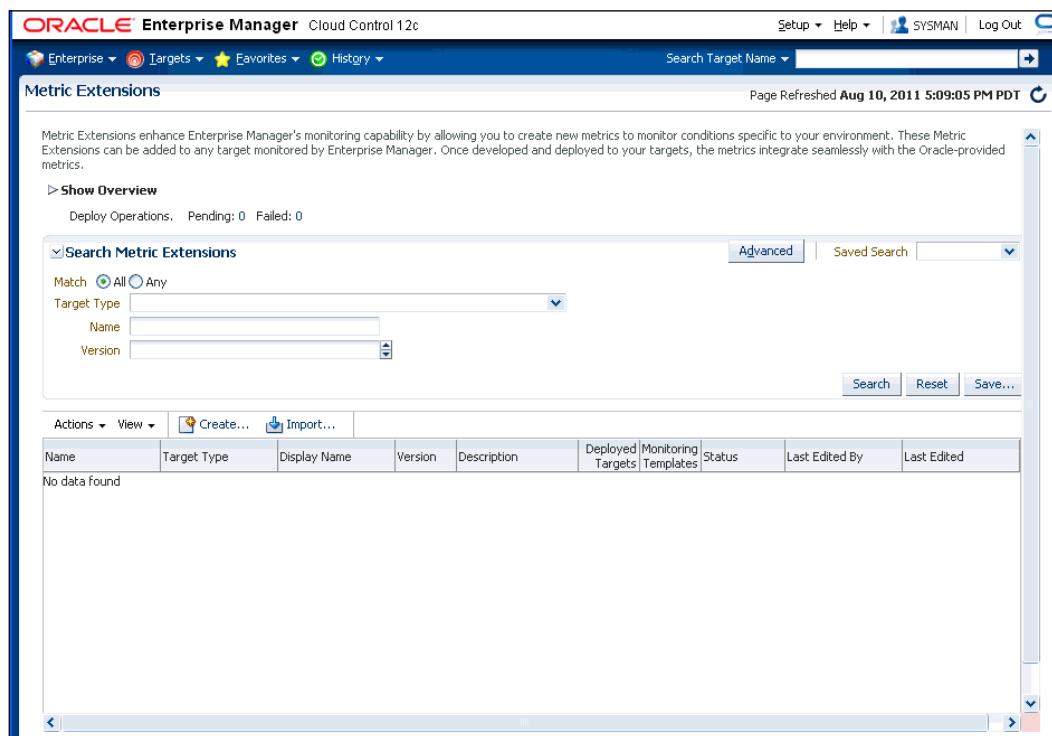 ORACLE Enterprise Manager Cloud Control 12c
Setup Help SYSMAN Log Out
Enterprise Targets Favorites History Search Target Name
Metric Extensions
Page Refreshed Aug 10, 2011 5:09:05 PM PDT
Metric Extensions enhance Enterprise Manager's monitoring capability by allowing you to create new metrics to monitor conditions specific to your environment. These Metric
Extensions can be added to any target monitored by Enterprise Manager. Once developed and deployed to your targets, the metrics integrate seamlessly with the Oracle-provided
metrics.
Show Overview
Deploy Operations. Pending: 0 Failed: 0
Search Metric Extensions
Advanced Saved Search
Match All Any
Target Type
Name
Version
Search Reset Save...
Actions View Create... Import...
Name Target Type Display Name Version Description Deployed Targets Monitoring Templates Status Last Edited By Last Edited
No data found